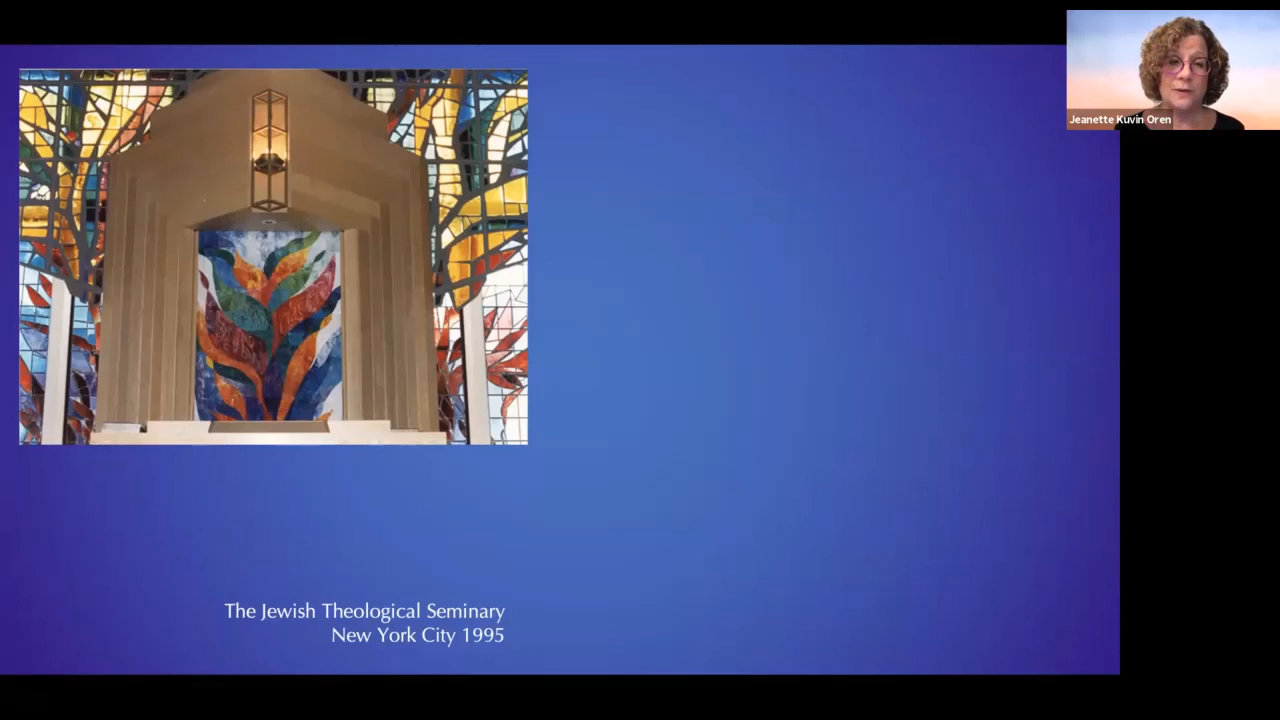 Jeanette Kuvin Oren
The Jewish Theological Seminary
New York City 1995